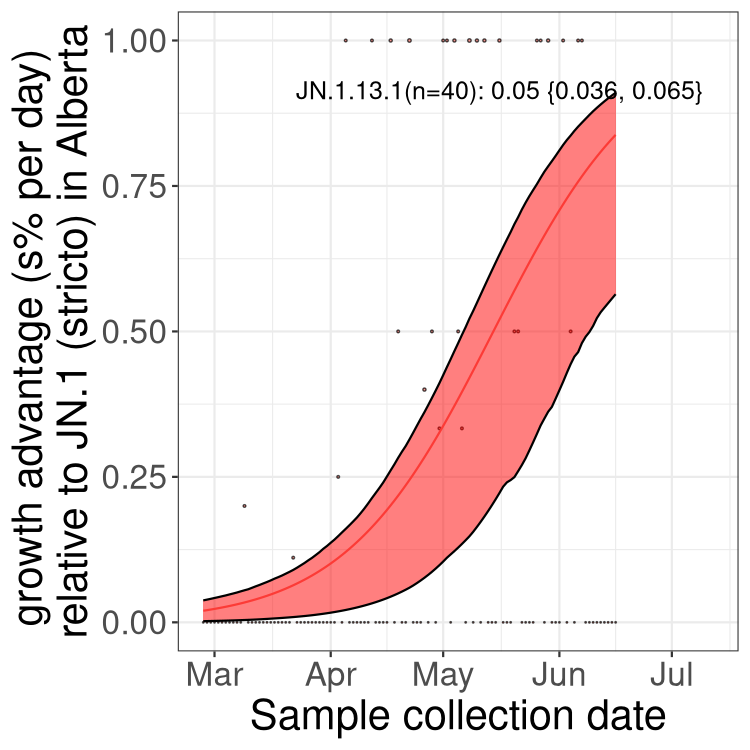 growth advantage (s% per day)
relative to JN.1 (stricto) in Alberta
1.00
0.75
0.50
0.25
0.00
JN.1.13.1(n=40): 0.05 {0.036, 0.065}
Mar Apr May Jun Jul
Sample collection date